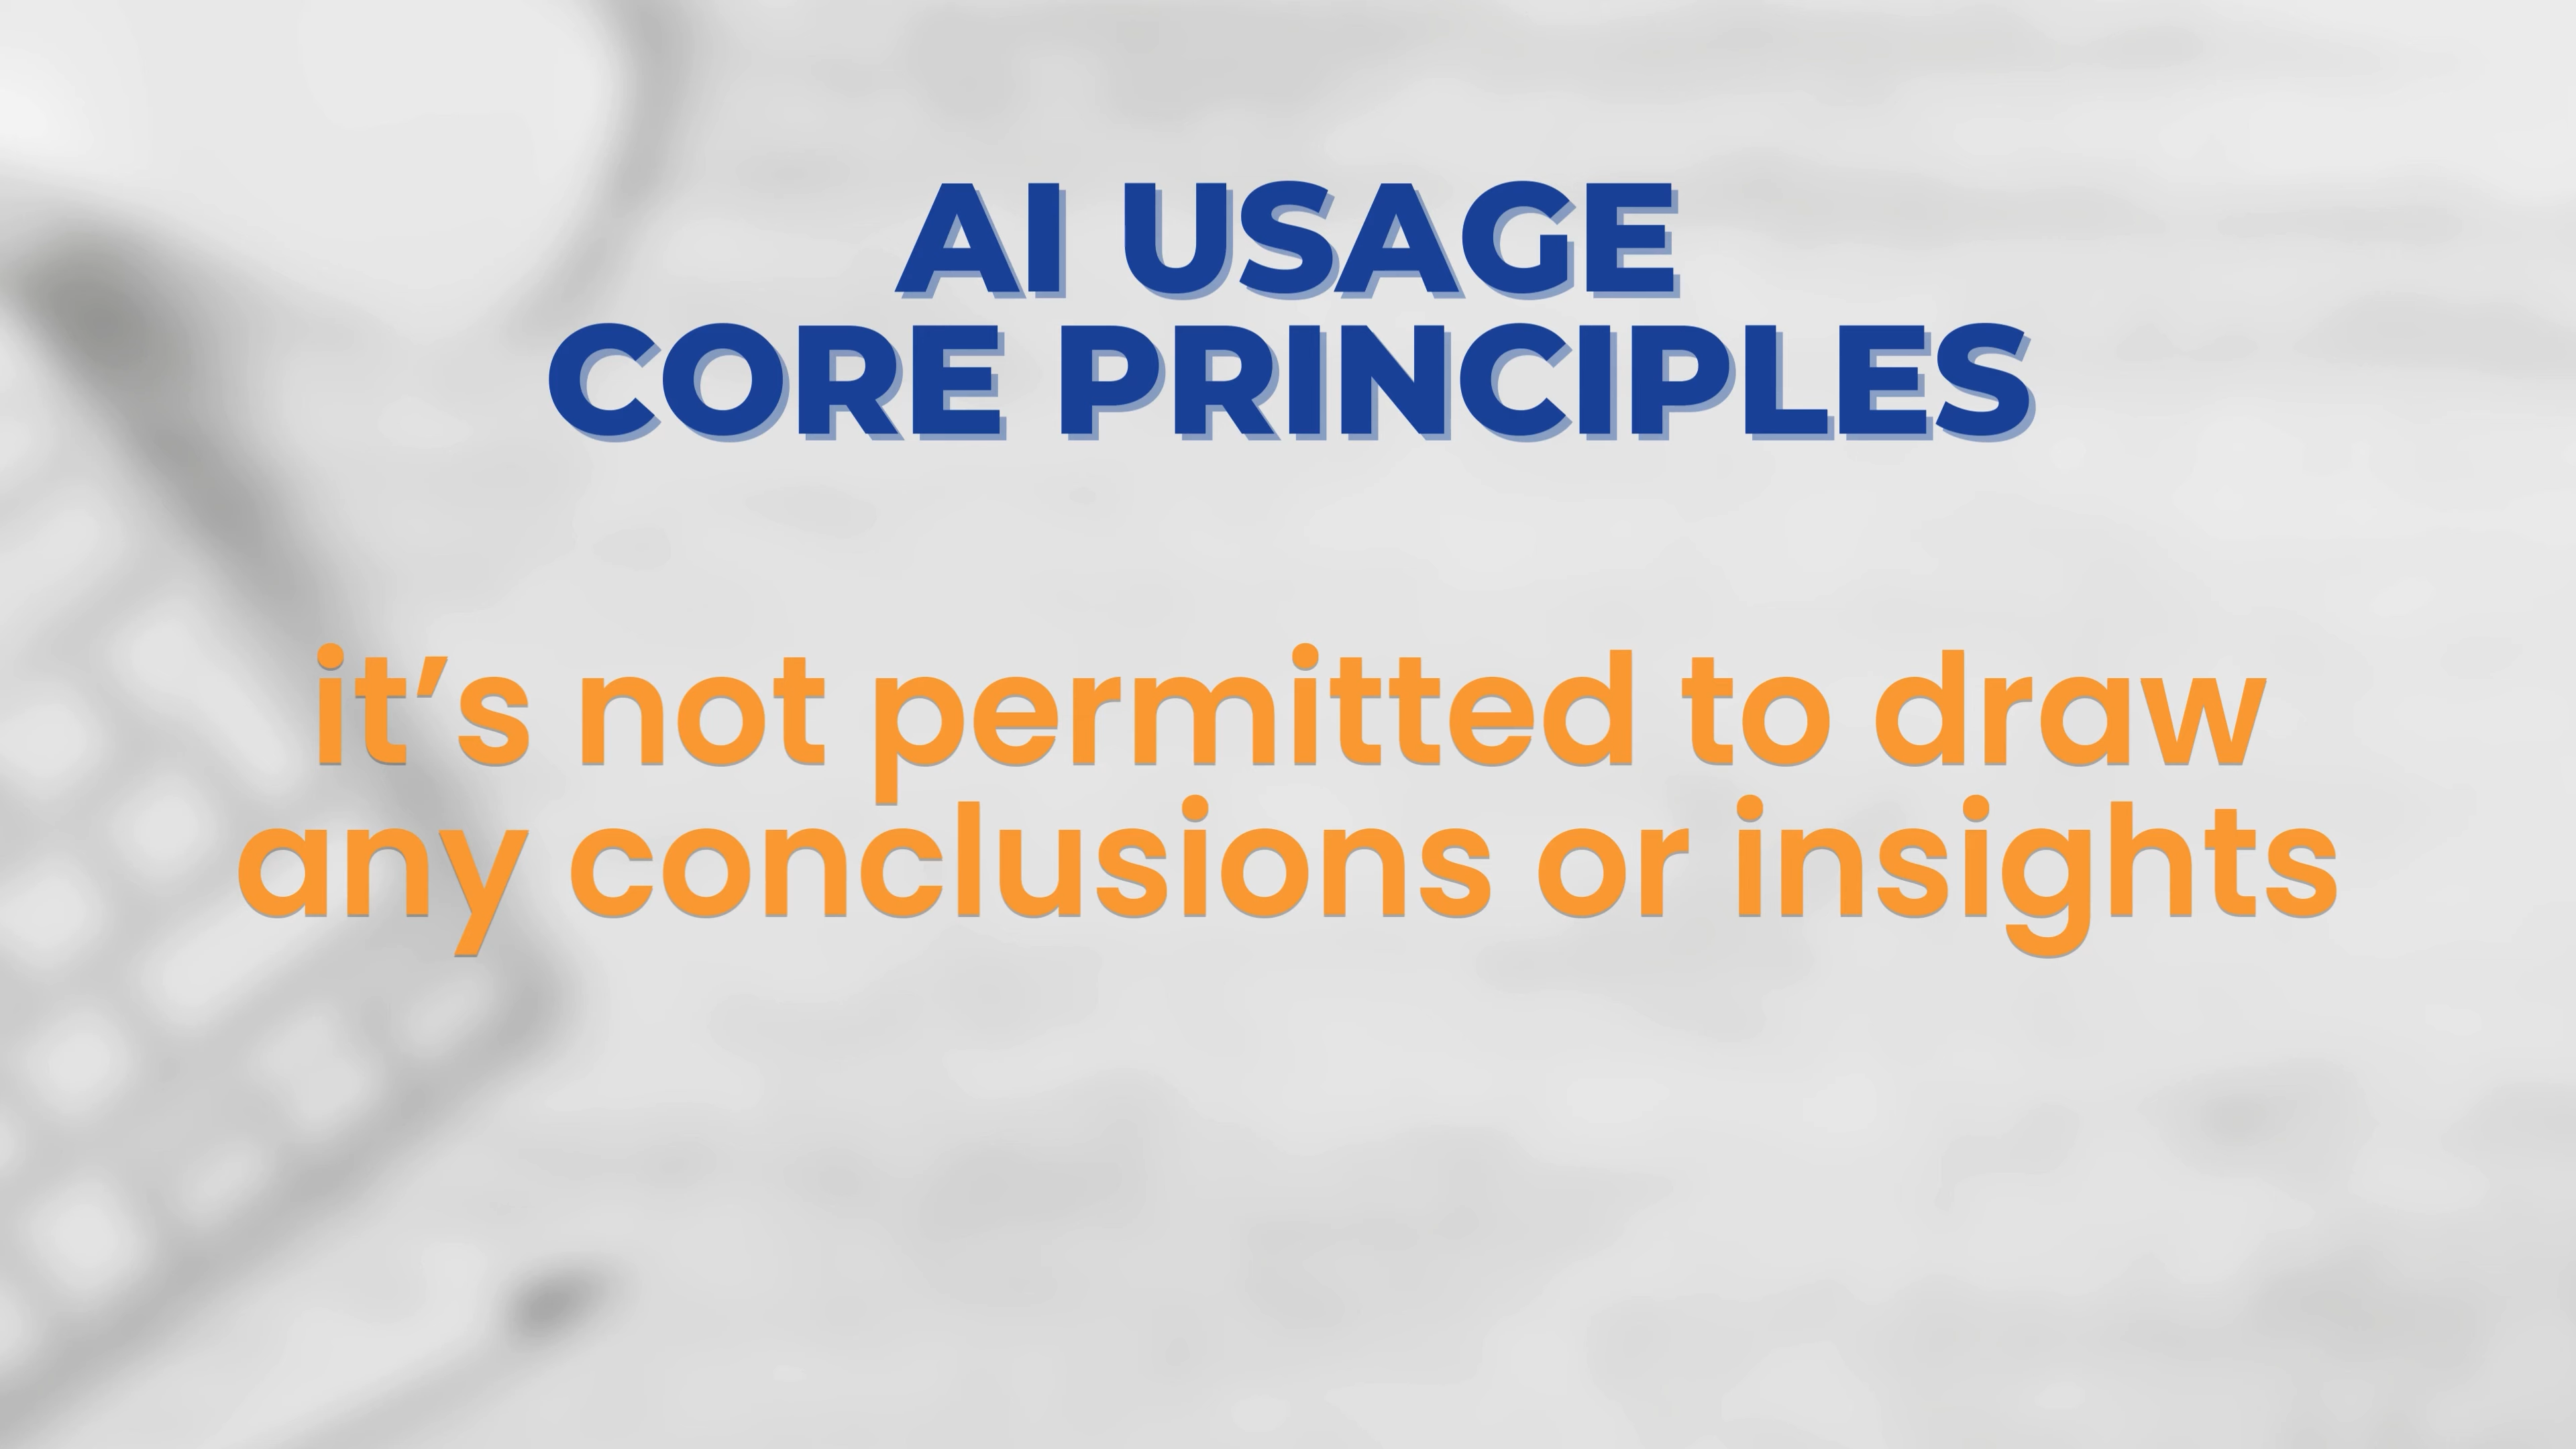 AI USAGE
CORE PRINCIPLES
it’s not permitted to draw
any conclusions or insights